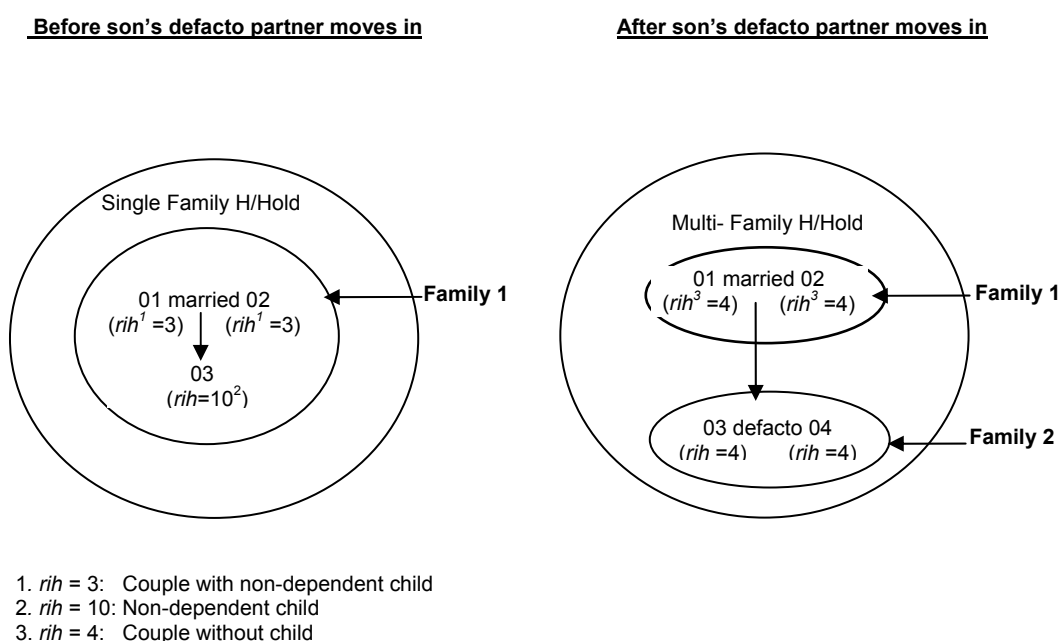 Before son's defacto partner moves in
After son's defacto partner moves in
Single Family H/Hold
01 married 02
(rih¹ =3) (rih¹ =3)
03
(rih=10²)
Family 1
Multi- Family H/Hold
01 married 02
(rih³ =4) (rih³ =4)
Family 1
03 defacto 04
(rih =4) (rih =4)
Family 2
1. rih = 3: Couple with non-dependent child
2. rih = 10: Non-dependent child
3. rih = 4: Couple without child